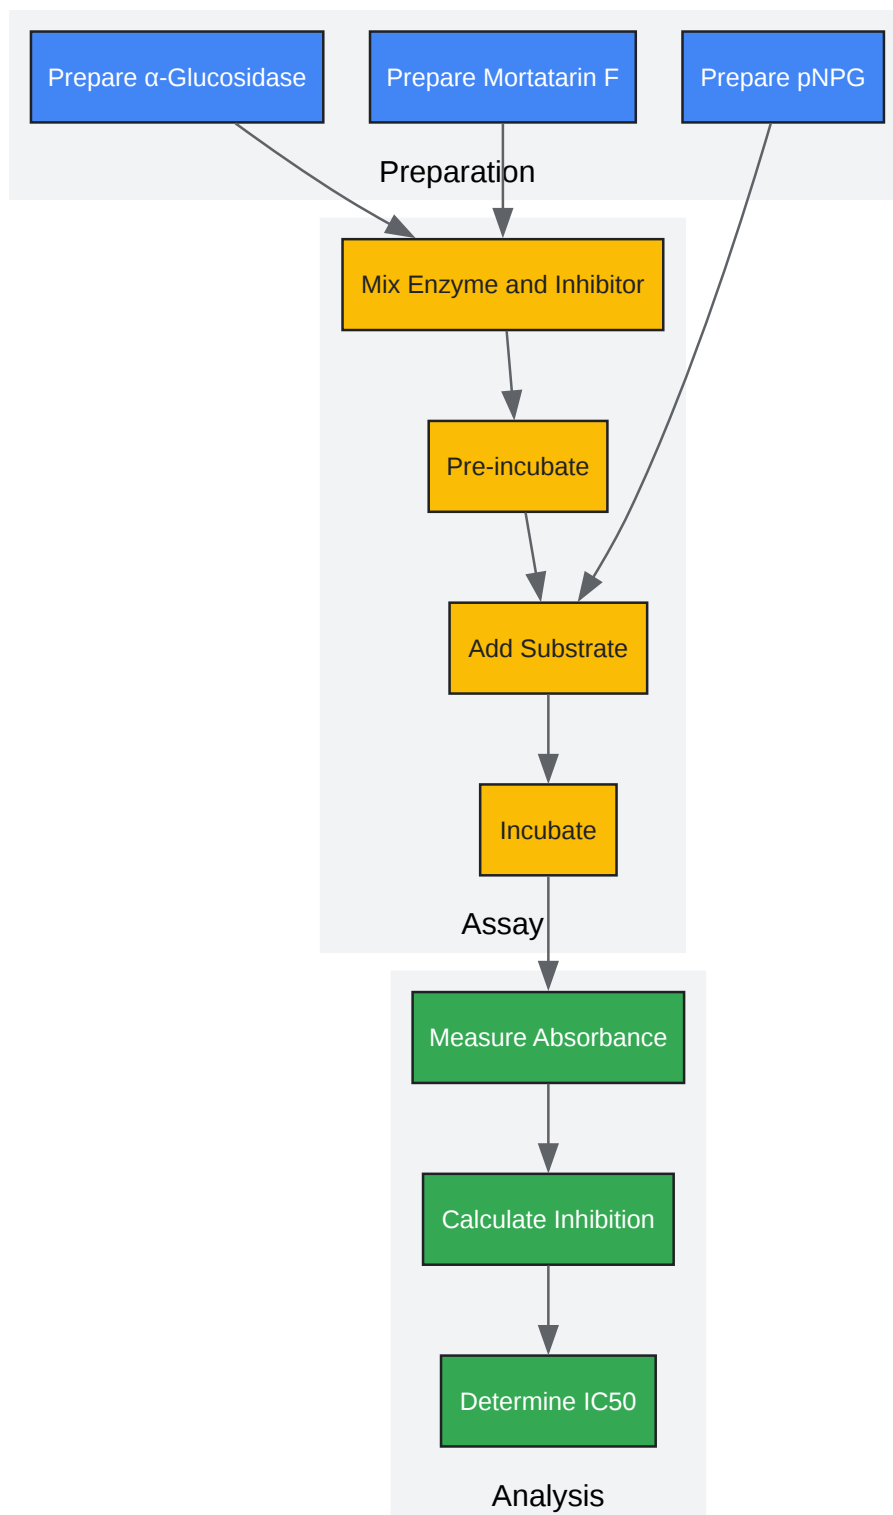 Prepare α-Glucosidase
Prepare Mortatarin F
Prepare pNPG
Preparation
Mix Enzyme and Inhibitor
Pre-incubate
Add Substrate
Incubate
Assay
Measure Absorbance
Calculate Inhibition
Determine IC50
Analysis